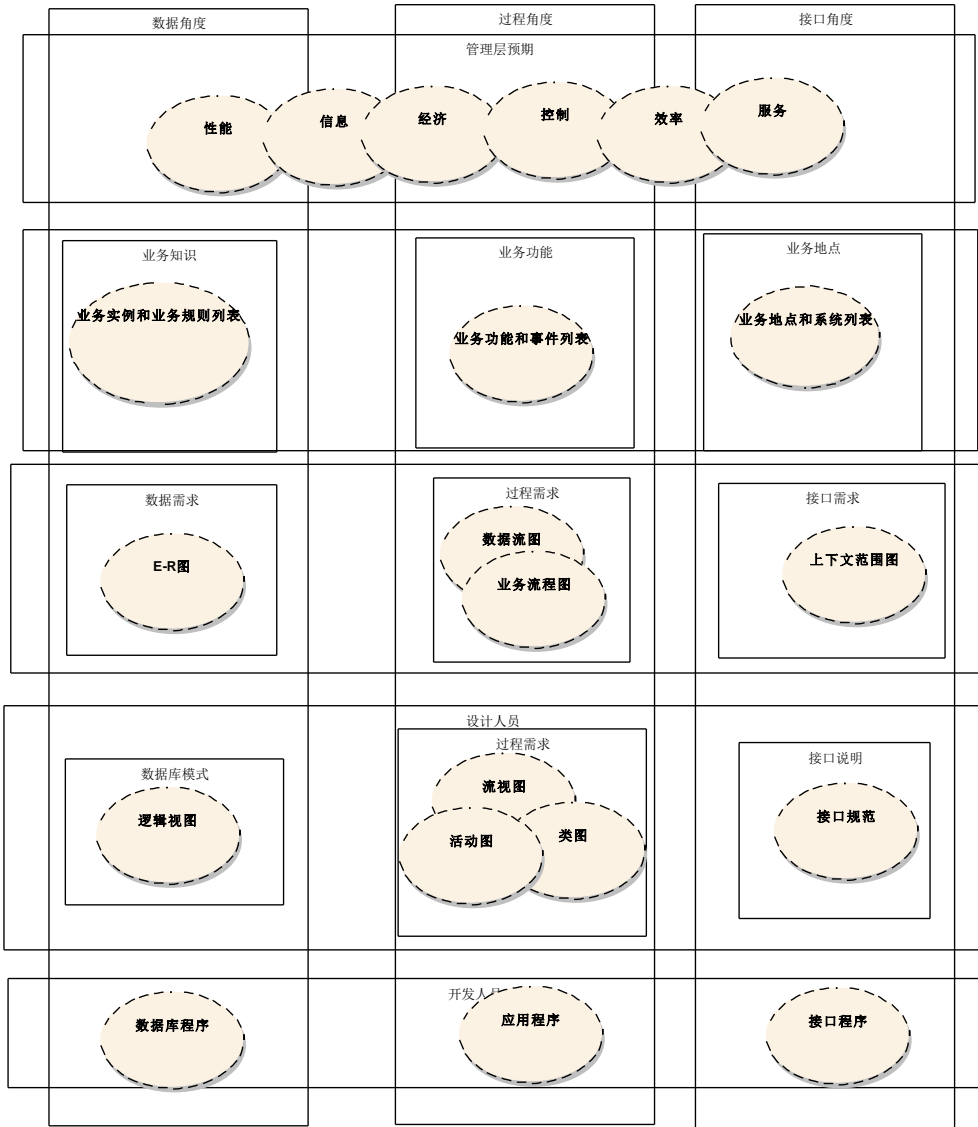 数据角度
过程角度
接口角度
管理层预期
性能
信息
经济
控制
效率
服务
业务知识
业务功能
业务地点
业务实例和业务规则列表
业务功能和事件列表
业务地点和系统列表
数据需求
过程需求
接口需求
E-R图
数据流图
业务流程图
上下文范围图
设计人员
数据库模式
过程需求
接口说明
逻辑视图
流视图
活动图
类图
接口规范
开发人员
数据库程序
应用程序
接口程序